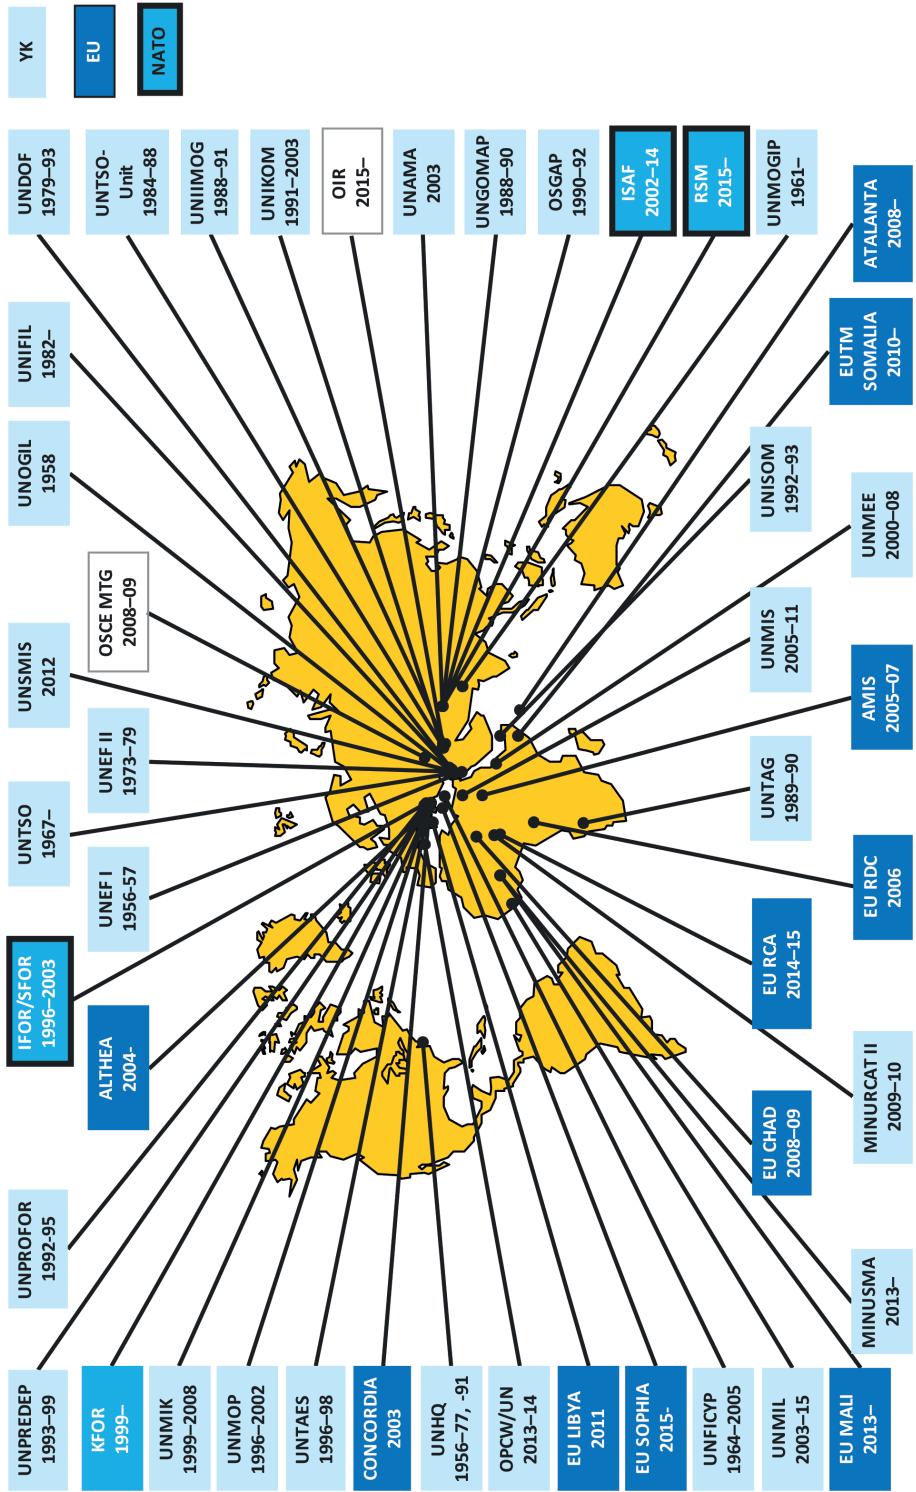 UNPREDEP
1993–99
UNPROFOR
1992-95
IFOR/SFOR
1996–2003
UNTSO
1967–
UNSMIS
2012
UNOGIL
1958
UNIFIL
1982–
UNDOF
1979–93
YK
EU
NATO
KFOR
1999–
ALTHEA
2004-
UNEF I
1956-57
UNEF II
1973–79
OSCE MTG
2008–09
UNTSO-
Unit
1984–88
UNMIK
1999–2008
UNIIMOG
1988–91
UNMOP
1996–2002
UNIKOM
1991–2003
UNTAES
1996–98
OIR
2015–
CONCORDIA
2003
UNAMA
2003
UNHQ
1956–77, -91
UNGOMAP
1988–90
OPCW/UN
2013–14
OSGAP
1990–92
EU LIBYA
2011
ISAF
2002–14
EU SOPHIA
2015-
RSM
2015–
UNFICYP
1964–2005
UNMOGIP
1961–
UNMIL
2003–15
EU CHAD
2008–09
EU RCA
2014–15
UNTAG
1989–90
UNMIS
2005–11
UNISOM
1992–93
EUTM
SOMALIA
2010–
EU MALI
2013–
MINUSMA
2013–
MINURCAT II
2009–10
EU RDC
2006
AMIS
2005–07
UNMEE
2000–08
ATALANTA
2008–